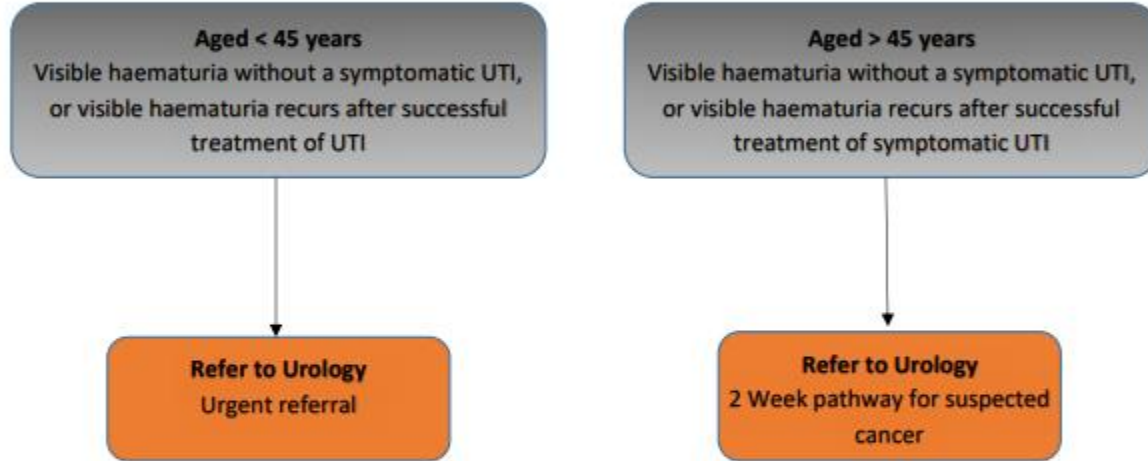 Aged < 45 years
Visible haematuria without a symptomatic UTI,
or visible haematuria recurs after successful
treatment of UTI
Aged > 45 years
Visible haematuria without a symptomatic UTI,
or visible haematuria recurs after successful
treatment of symptomatic UTI
Refer to Urology
Urgent referral
Refer to Urology
2 Week pathway for suspected
cancer